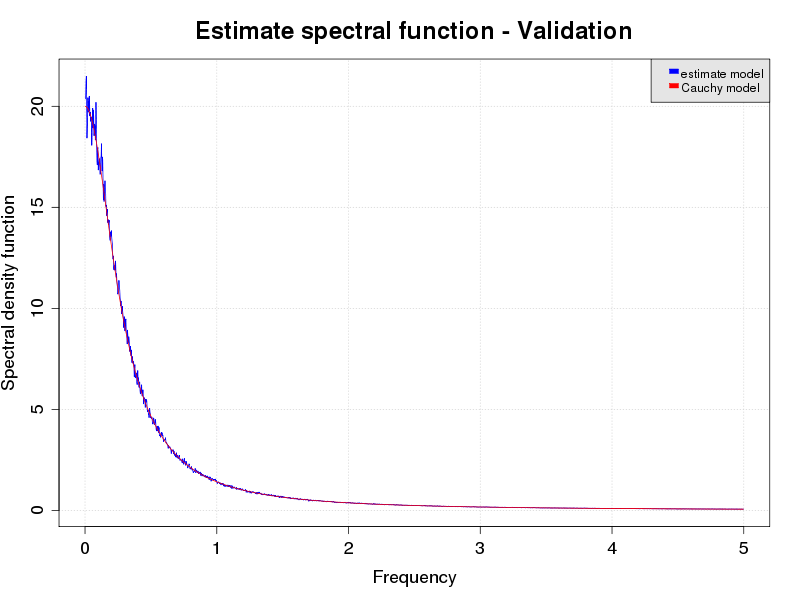 Estimate spectral function - Validation
estimate model
Cauchy model
Spectral density function
20
15
10
5
0
0 1 2 3 4 5
Frequency